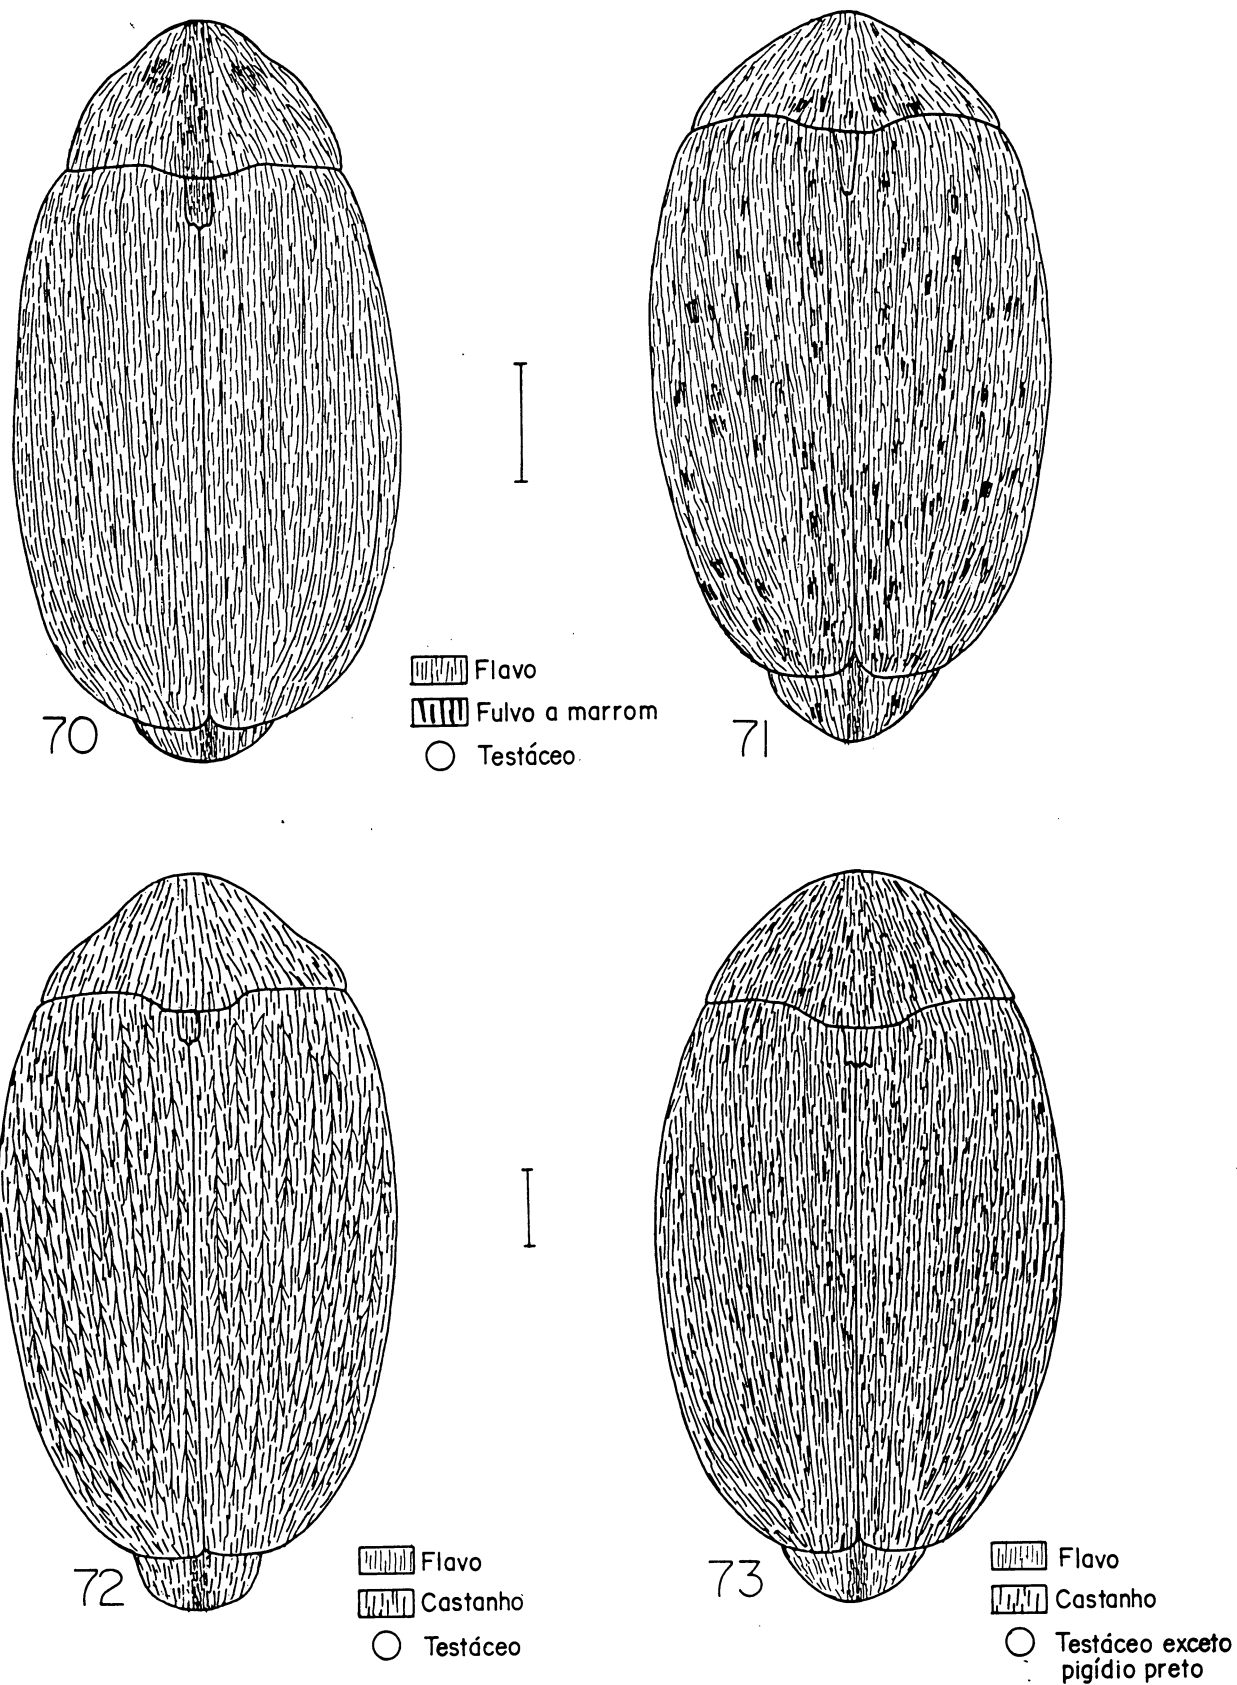 Flavo
Fulvo a marrom
Testáceo
70
71
Flavo
Castanho
Testáceo
72
73
Flavo
Castanho
Testáceo exceto
pigídio preto